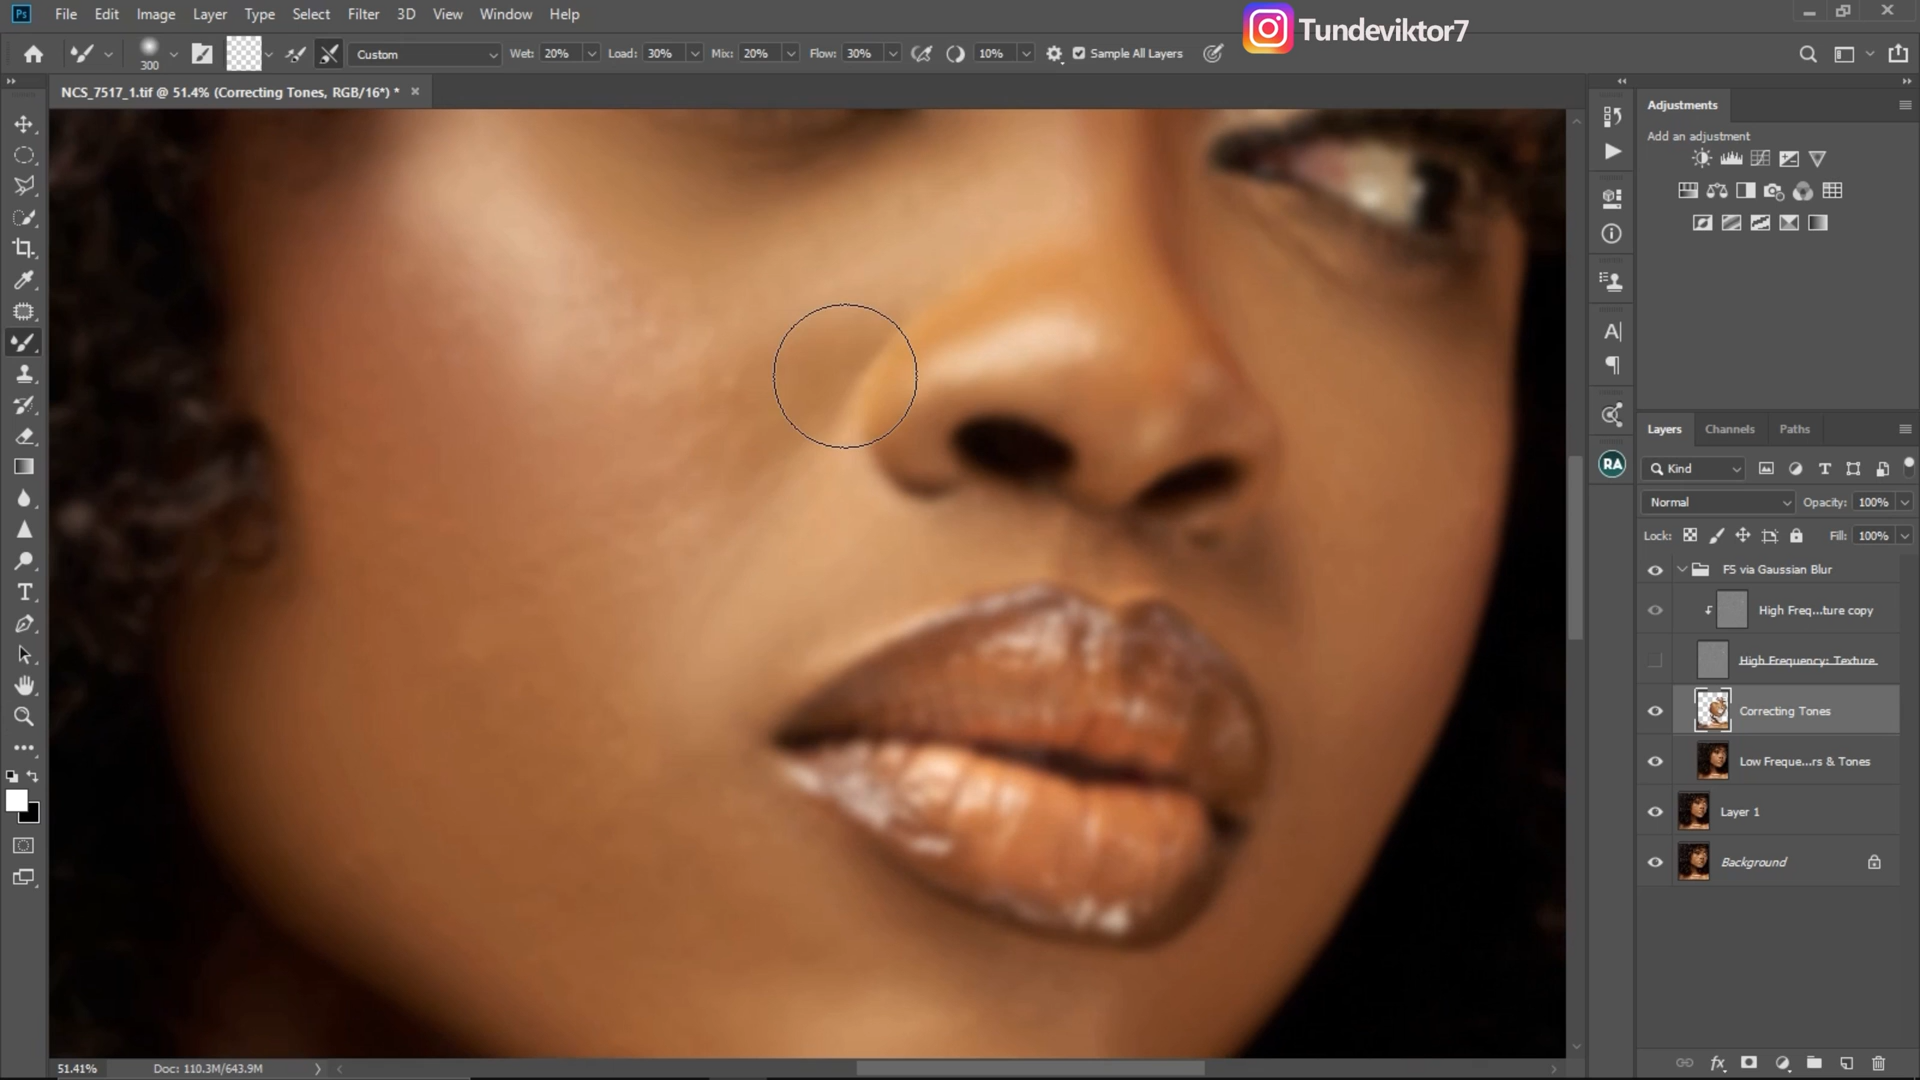 Ps File Edit Image Layer Type Select Filter 3D View Window Help
Tundeviktor7
300 Custom Wet: 20% Load: 30% Mix: 20% Flow: 30% 10% Sample All Layers
NCS_7517_1.tif @ 51.4% (Correcting Tones, RGB/16*) * ×
Adjustments
Add an adjustment
A|
RA
Layers Channels Paths
Kind
Normal Opacity: 100%
Lock: Fill: 100%
FS via Gaussian Blur
High Freq...ture copy
High Frequency: Texture
Correcting Tones
Low Freque...rs & Tones
Layer 1
Background
fx
51.41% Doc: 110.3M/643.9M